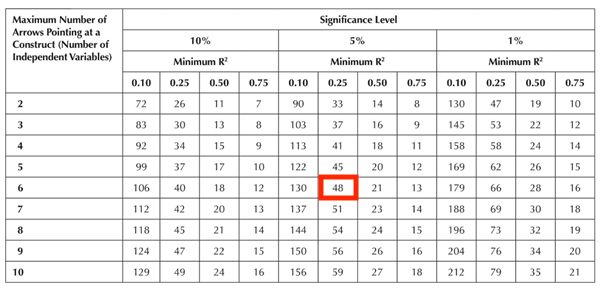 Maximum Number of Arrows Pointing at a Construct (Number of Independent Variables) Significance Level
10% 5% 1%
Minimum R² Minimum R² Minimum R²
0.10 0.25 0.50 0.75 0.10 0.25 0.50 0.75 0.10 0.25 0.50 0.75
2 72 26 11 7 90 33 14 8 130 47 19 10
3 83 30 13 8 103 37 16 9 145 53 22 12
4 92 34 15 9 113 41 18 11 158 58 24 14
5 99 37 17 10 122 45 20 12 169 62 26 15
6 106 40 18 12 130 48 21 13 179 66 28 16
7 112 42 20 13 137 51 23 14 188 69 30 18
8 118 45 21 14 144 54 24 15 196 73 32 19
9 124 47 22 15 150 56 26 16 204 76 34 20
10 129 49 24 16 156 59 27 18 212 79 35 21